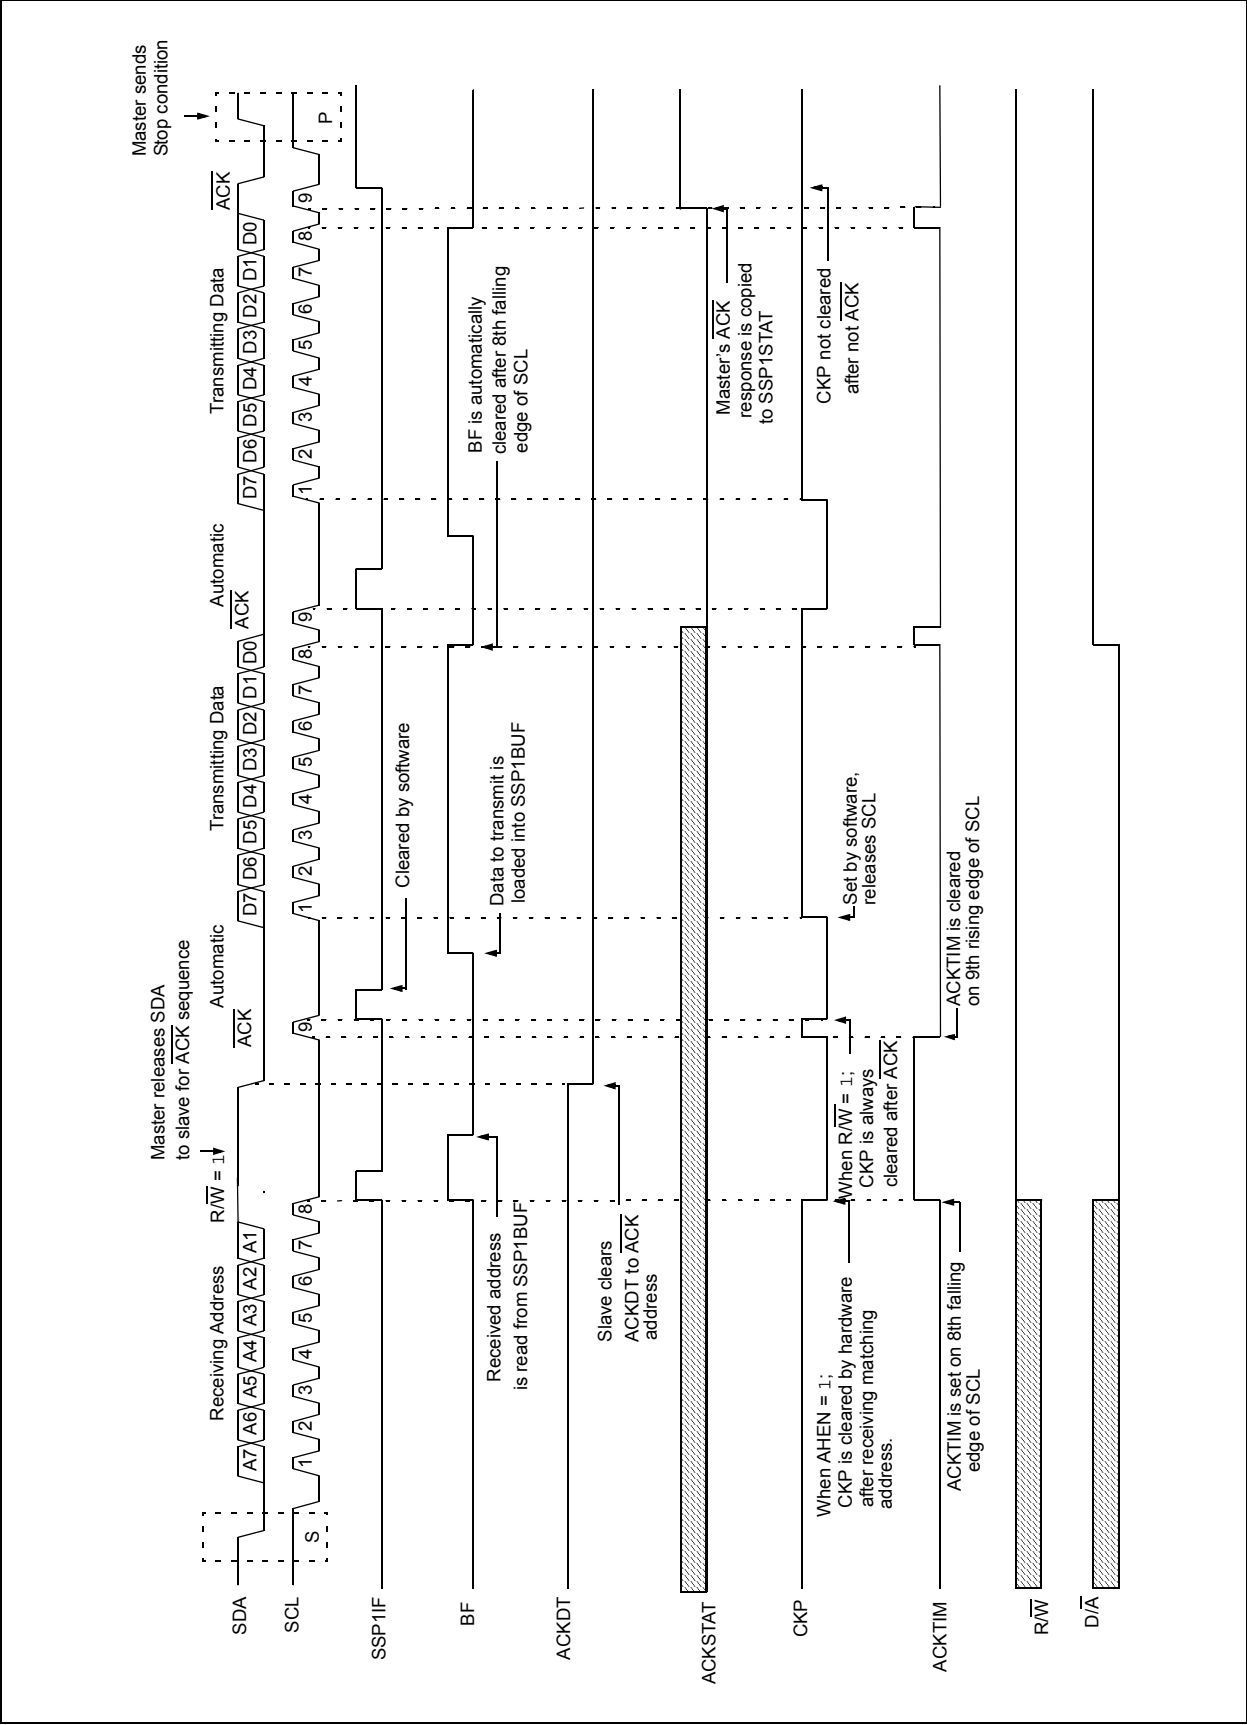 Master releases SDA
to slave for ACK sequence
Master sends
Stop condition
Receiving Address
R/W = 1
ACK
Automatic
Transmitting Data
Automatic
ACK
Transmitting Data
ACK
SDA
A7 A6 A5 A4 A3 A2 A1
D7 D6 D5 D4 D3 D2 D1 D0
D7 D6 D5 D4 D3 D2 D1 D0
SCL
S
1 2 3 4 5 6 7 8 9
1 2 3 4 5 6 7 8 9
1 2 3 4 5 6 7 8 9
P
SSP1IF
Cleared by software
BF
Received address
is read from SSP1BUF
Data to transmit is
loaded into SSP1BUF
BF is automatically
cleared after 8th falling
edge of SCL
ACKDT
Slave clears
ACKDT to ACK
address
ACKSTAT
Master's ACK
response is copied
to SSP1STAT
CKP
When AHEN = 1;
CKP is cleared by hardware
after receiving matching
address.
When R/W = 1;
CKP is always
cleared after ACK
Set by software,
releases SCL
CKP not cleared
after not ACK
ACKTIM
ACKTIM is set on 8th falling
edge of SCL
ACKTIM is cleared
on 9th rising edge of SCL
R/W
D/A